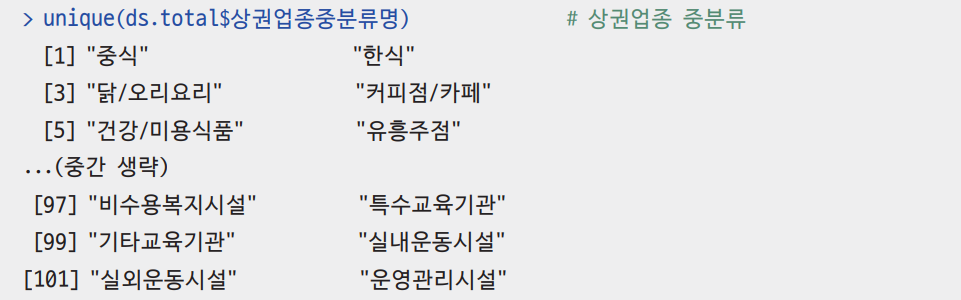 > unique(ds.total$상권업종중분류명) # 상권업종 중분류
[1] "중식" "한식"
[3] "닭/오리요리" "커피점/카페"
[5] "건강/미용식품" "유흥주점"
...(중간 생략)
[97] "비수용복지시설" "특수교육기관"
[99] "기타교육기관" "실내운동시설"
[101] "실외운동시설" "운영관리시설"